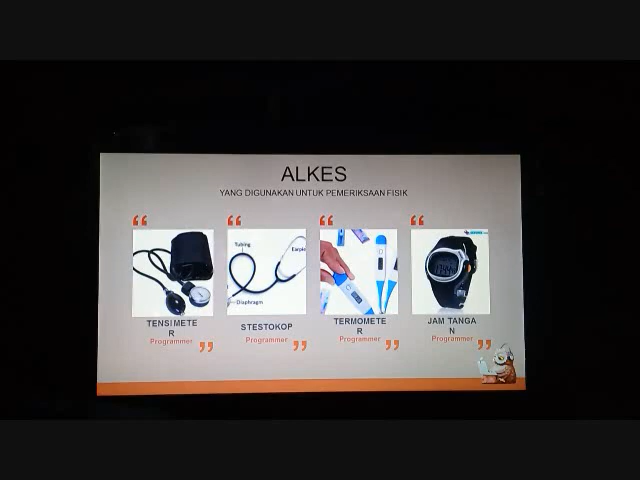 ALKES
YANG DIGUNAKAN UNTUK PEMERIKSAAN FISIK
Tubing
Earpie
Diaphragm
TENSIMETE
R
Programmer
STESTOKOP
Programmer
TERMOMETE
R
Programmer
JAM TANGA
N
Programmer